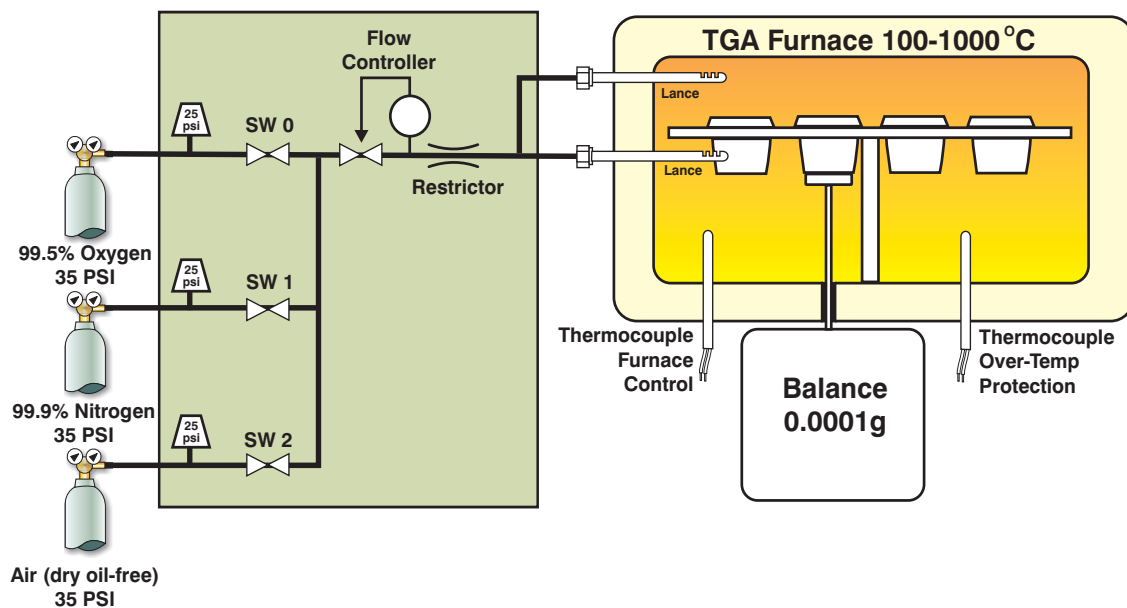 Flow
Controller
TGA Furnace 100-1000°C
Lance
25
psi
SW 0
Restrictor
Lance
99.5% Oxygen
35 PSI
25
psi
SW 1
99.9% Nitrogen
35 PSI
25
psi
SW 2
Air (dry oil-free)
35 PSI
Thermocouple
Furnace
Control
Balance
0.0001g
Thermocouple
Over-Temp
Protection